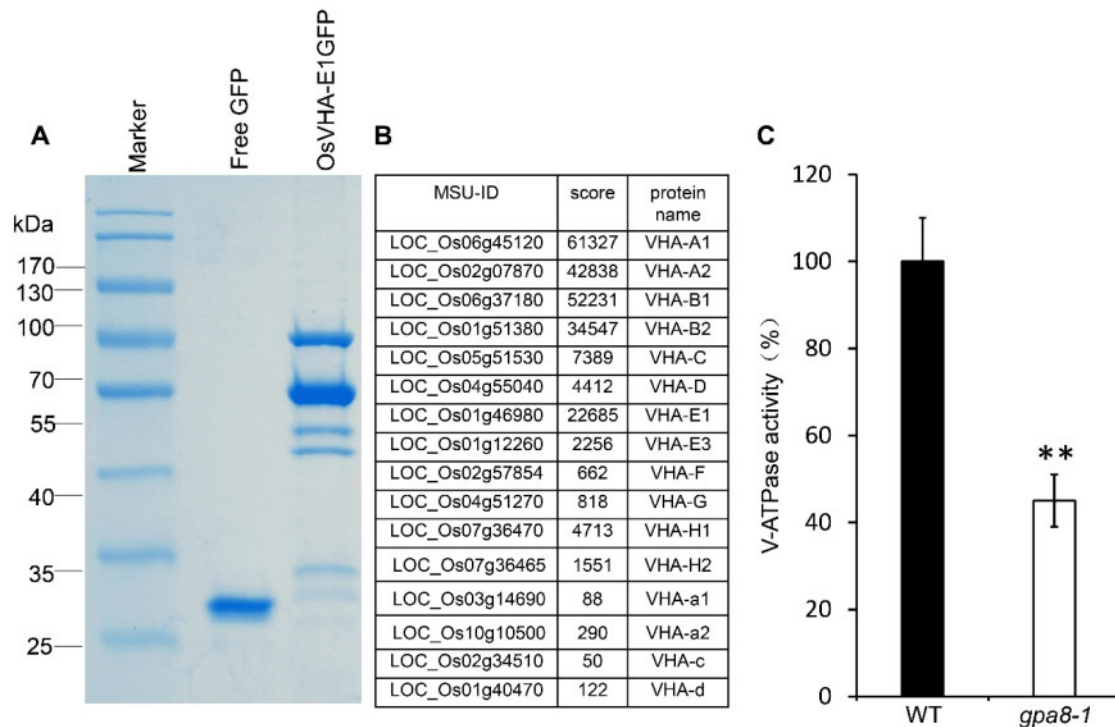 A
Marker
Free GFP
OsVHA-E1GFP
kDa
170
130
100
70
55
40
35
25
B
MSU-ID score protein name
LOC_Os06g45120 61327 VHA-A1
LOC_Os02g07870 42838 VHA-A2
LOC_Os06g37180 52231 VHA-B1
LOC_Os01g51380 34547 VHA-B2
LOC_Os05g51530 7389 VHA-C
LOC_Os04g55040 4412 VHA-D
LOC_Os01g46980 22685 VHA-E1
LOC_Os01g12260 2256 VHA-E3
LOC_Os02g57854 662 VHA-F
LOC_Os04g51270 818 VHA-G
LOC_Os07g36470 4713 VHA-H1
LOC_Os07g36465 1551 VHA-H2
LOC_Os03g14690 88 VHA-a1
LOC_Os10g10500 290 VHA-a2
LOC_Os02g34510 50 VHA-c
LOC_Os01g40470 122 VHA-d
C
V-ATPase activity（%）
120
100
80
60
40
20
0
**
WT gpa8-1